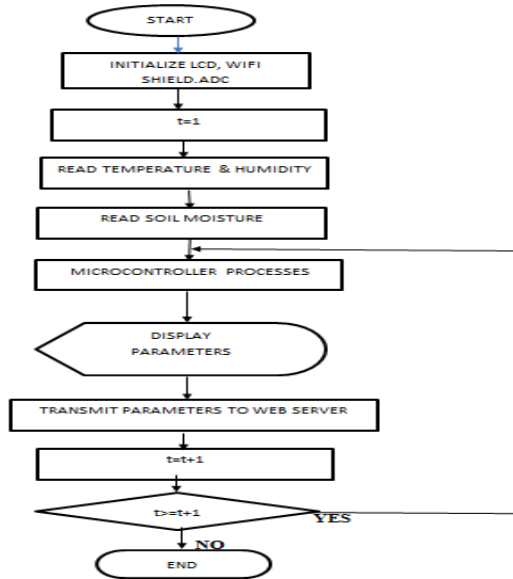 START
INITIALIZE LCD, WIFI
SHIELD.ADC
t=1
READ TEMPERATURE & HUMIDITY
READ SOIL MOISTURE
MICROCONTROLLER PROCESSES
DISPLAY
PARAMETERS
TRANSMIT PARAMETERS TO WEB SERVER
t=t+1
t>=t+1
YES
NO
END